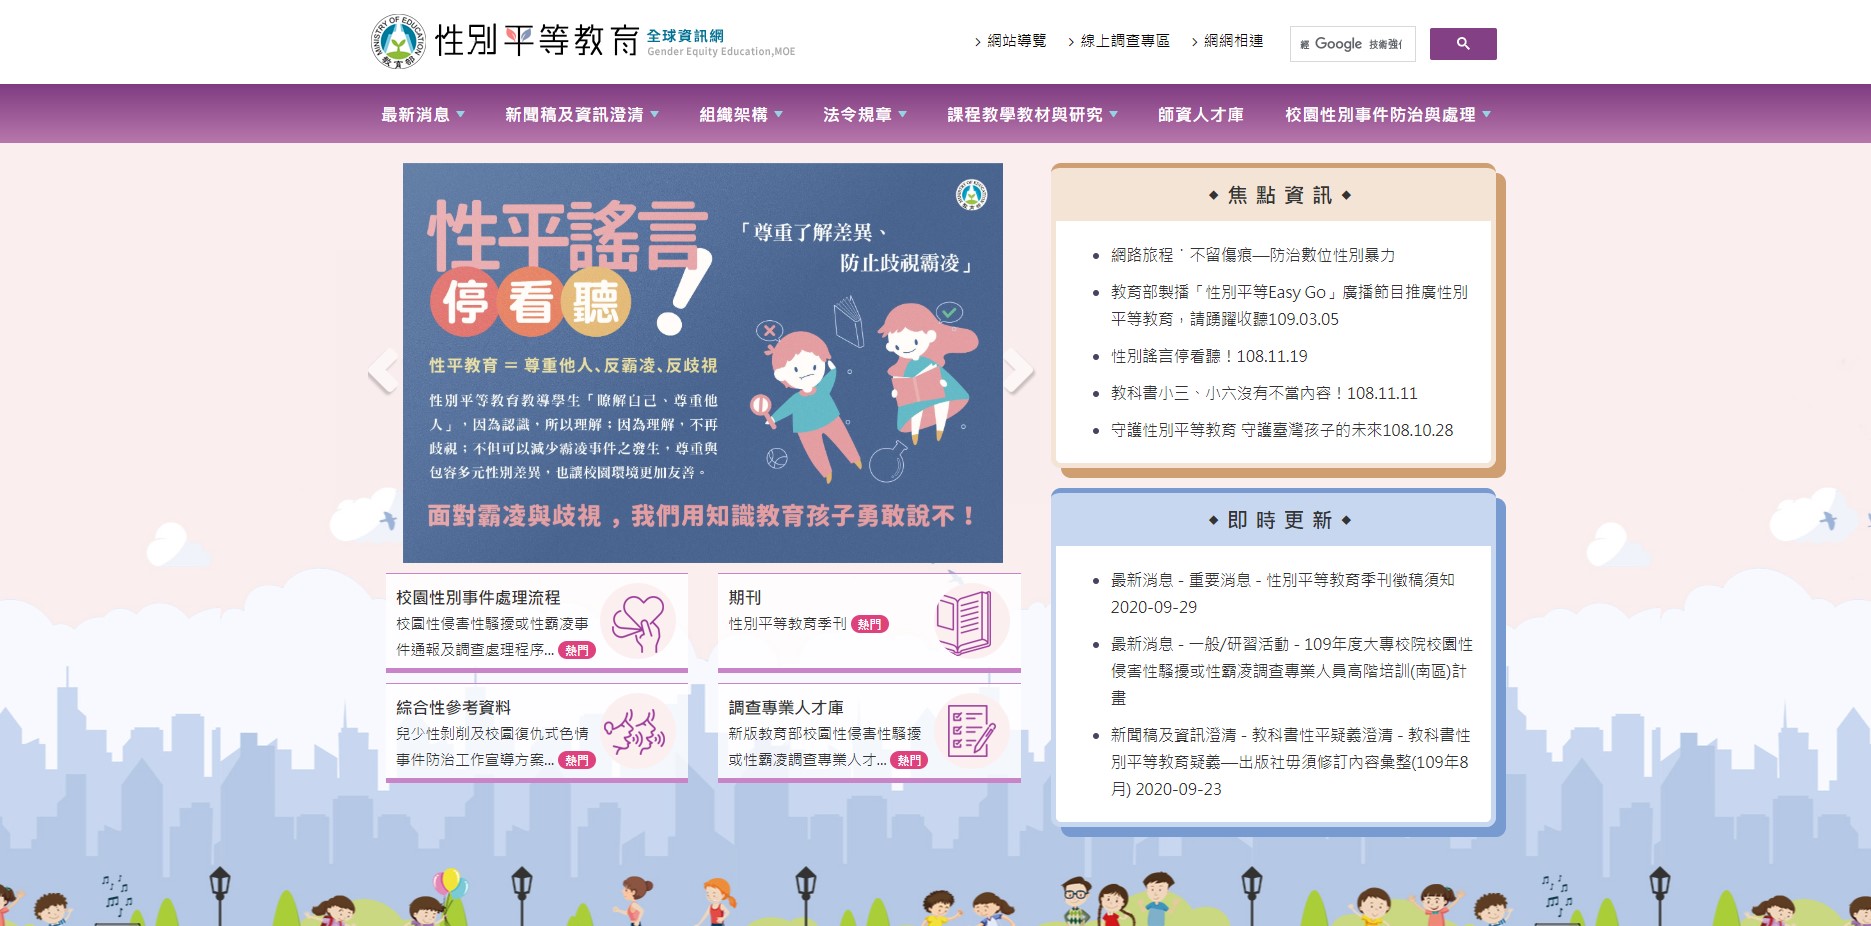 MINISTRY OF EDUCATION 教育部
性別平等教育 全球資訊網
Gender Equity Education,MOE
網站導覽 線上調查專區 網網相連
經 Google 技術強化
最新消息 新聞稿及資訊澄清 組織架構 法令規章 課程教學教材與研究 師資人才庫 校園性別事件防治與處理
性平謠言
停看聽!
「尊重了解差異、
防止歧視霸凌」
性平教育 = 尊重他人、反霸凌、反歧視
性別平等教育教導學生「瞭解自己、尊重他
人」,因為認識,所以理解;因為理解,不再
歧視;不但可以減少霸凌事件之發生,尊重與
包容多元性別差異,也讓校園環境更加友善。
面對霸凌與歧視,我們用知識教育孩子勇敢說不!
校園性別事件處理流程
校園性侵害性騷擾或性霸凌事
件通報及調查處理程序... 熱門
期刊
性別平等教育季刊 熱門
綜合性參考資料
兒少性剝削及校園復仇式色情
事件防治工作宣導方案... 熱門
調查專業人才庫
新版教育部校園性侵害性騷擾
或性霸凌調查專業人才... 熱門
焦點資訊
網路旅程˙不留傷痕—防治數位性別暴力
教育部製播「性別平等Easy Go」廣播節目推廣性別
平等教育,請踴躍收聽109.03.05
性別謠言停看聽!108.11.19
教科書小三、小六沒有不當內容!108.11.11
守護性別平等教育 守護臺灣孩子的未來108.10.28
即時更新
最新消息 - 重要消息 - 性別平等教育季刊徵稿須知
2020-09-29
最新消息 - 一般/研習活動 - 109年度大專校院校園性
侵害性騷擾或性霸凌調查專業人員高階培訓(南區)計
畫
新聞稿及資訊澄清 - 教科書性平疑義澄清 - 教科書性
別平等教育疑義—出版社毋須修訂內容彙整(109年8
月) 2020-09-23